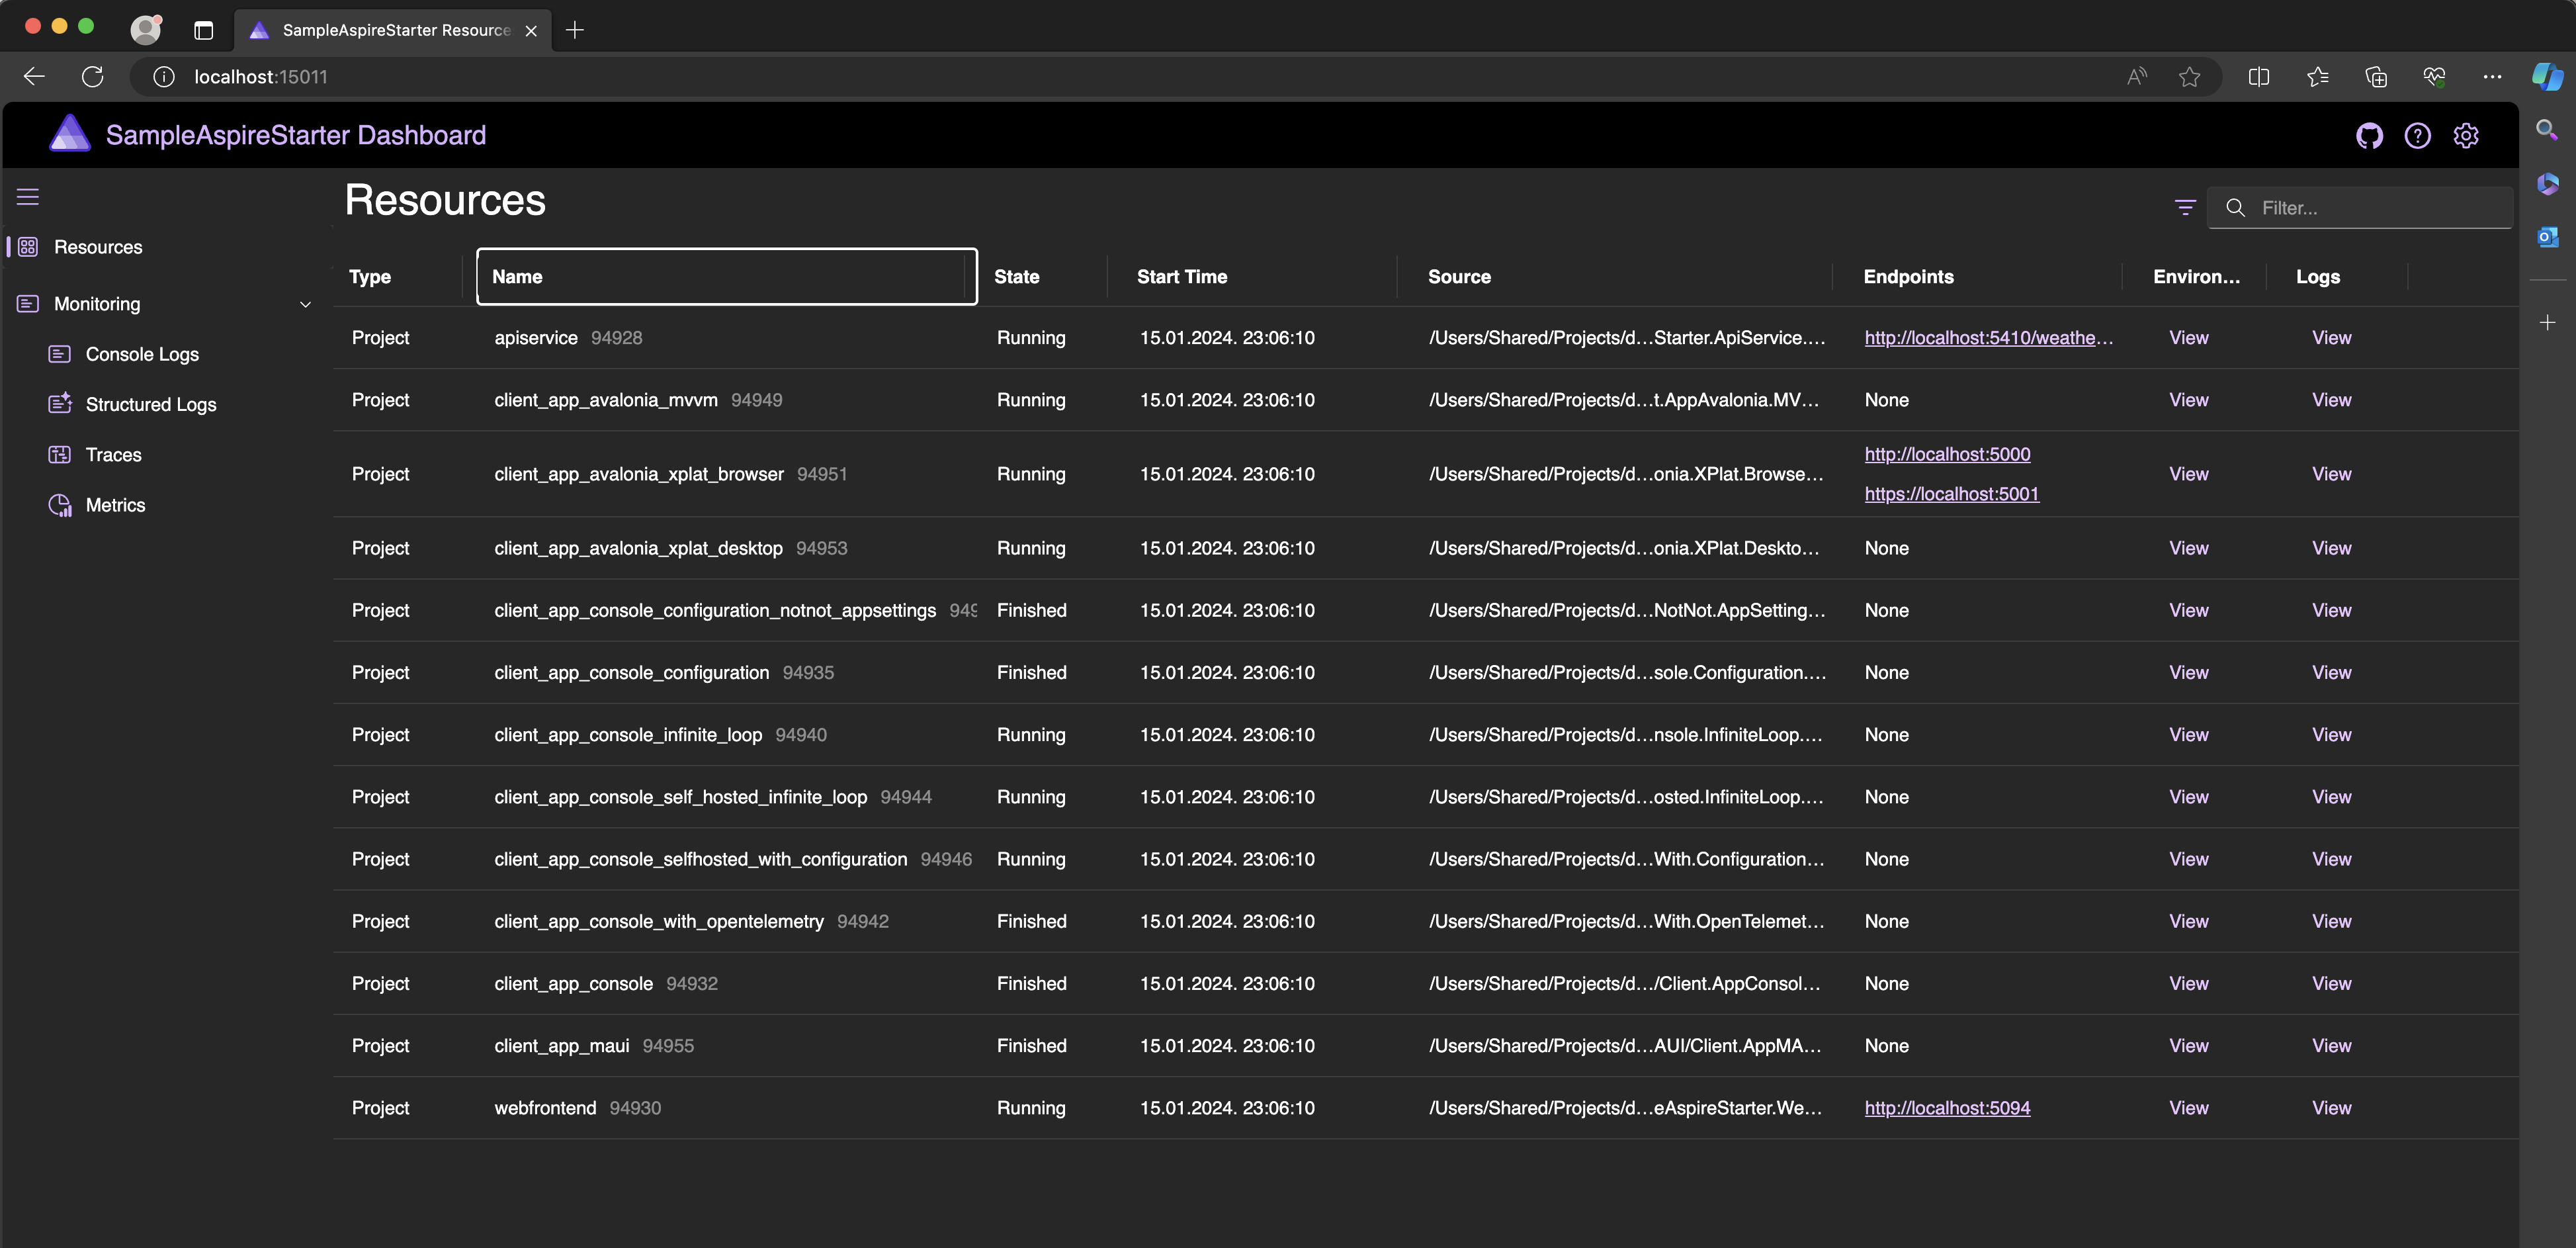 SampleAspireStarter Resource
localhost:15011
SampleAspireStarter Dashboard
Resources
Filter...
Resources
Monitoring
Console Logs
Structured Logs
Traces
Metrics
Type Name State Start Time Source Endpoints Environ... Logs
Project apiservice 94928 Running 15.01.2024. 23:06:10 /Users/Shared/Projects/d...Starter.ApiService.... http://localhost:5410/weathe... View View
Project client_app_avalonia_mvvm 94949 Running 15.01.2024. 23:06:10 /Users/Shared/Projects/d...t.AppAvalonia.MV... None View View
Project client_app_avalonia_xplat_browser 94951 Running 15.01.2024. 23:06:10 /Users/Shared/Projects/d...onia.XPlat.Browse... http://localhost:5000 View View
https://localhost:5001
Project client_app_avalonia_xplat_desktop 94953 Running 15.01.2024. 23:06:10 /Users/Shared/Projects/d...onia.XPlat.Deskto... None View View
Project client_app_console_configuration_notnot_appsettings 949 Finished 15.01.2024. 23:06:10 /Users/Shared/Projects/d...NotNot.AppSetting... None View View
Project client_app_console_configuration 94935 Finished 15.01.2024. 23:06:10 /Users/Shared/Projects/d...sole.Configuration.... None View View
Project client_app_console_infinite_loop 94940 Running 15.01.2024. 23:06:10 /Users/Shared/Projects/d...nsole.InfiniteLoop.... None View View
Project client_app_console_self_hosted_infinite_loop 94944 Running 15.01.2024. 23:06:10 /Users/Shared/Projects/d...osted.InfiniteLoop.... None View View
Project client_app_console_selfhosted_with_configuration 94946 Running 15.01.2024. 23:06:10 /Users/Shared/Projects/d...With.Configuration... None View View
Project client_app_console_with_opentelemetry 94942 Finished 15.01.2024. 23:06:10 /Users/Shared/Projects/d...With.OpenTelemet... None View View
Project client_app_console 94932 Finished 15.01.2024. 23:06:10 /Users/Shared/Projects/d.../Client.AppConsol... None View View
Project client_app_maui 94955 Finished 15.01.2024. 23:06:10 /Users/Shared/Projects/d...AUI/Client.AppMA... None View View
Project webfrontend 94930 Running 15.01.2024. 23:06:10 /Users/Shared/Projects/d...eAspireStarter.We... http://localhost:5094 View View